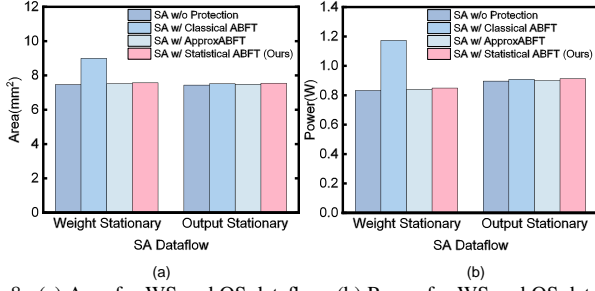 12
10
8
6
4
2
0
Area(mm²)
SA w/o Protection
SA w/ Classical ABFT
SA w/ ApproxABFT
SA w/ Statistical ABFT (Ours)
Weight Stationary Output Stationary
SA Dataflow
(a)
1.4
1.2
1.0
0.8
0.6
0.4
0.2
0.0
Power(W)
SA w/o Protection
SA w/ Classical ABFT
SA w/ ApproxABFT
SA w/ Statistical ABFT (Ours)
Weight Stationary Output Stationary
SA Dataflow
(b)